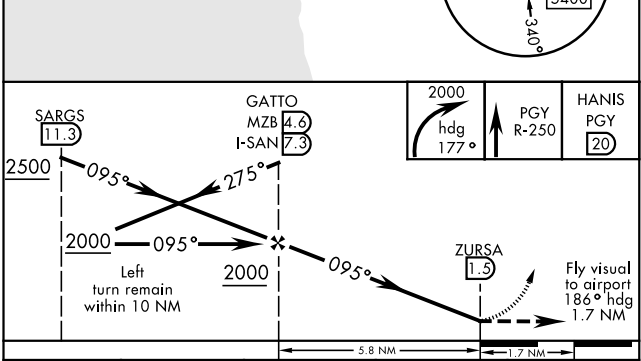 5400
340°
SARGS
11.3
2500
095°
GATTO
MZB 4.6
I-SAN 7.3
275°
2000
hdg
177°
PGY
R-250
HANIS
PGY
20
2000
095°
Left
turn remain
within 10 NM
2000
095°
ZURSA
1.5
Fly visual
to airport
186° hdg
1.7 NM
5.8 NM
1.7 NM